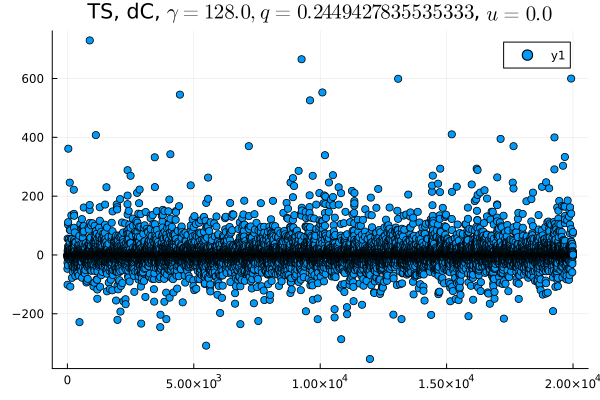 TS, dC, γ = 128.0, q = 0.2449427835535333, u = 0.0
y1
600
400
200
0
−200
0 5.00×10³ 1.00×10⁴ 1.50×10⁴ 2.00×10⁴